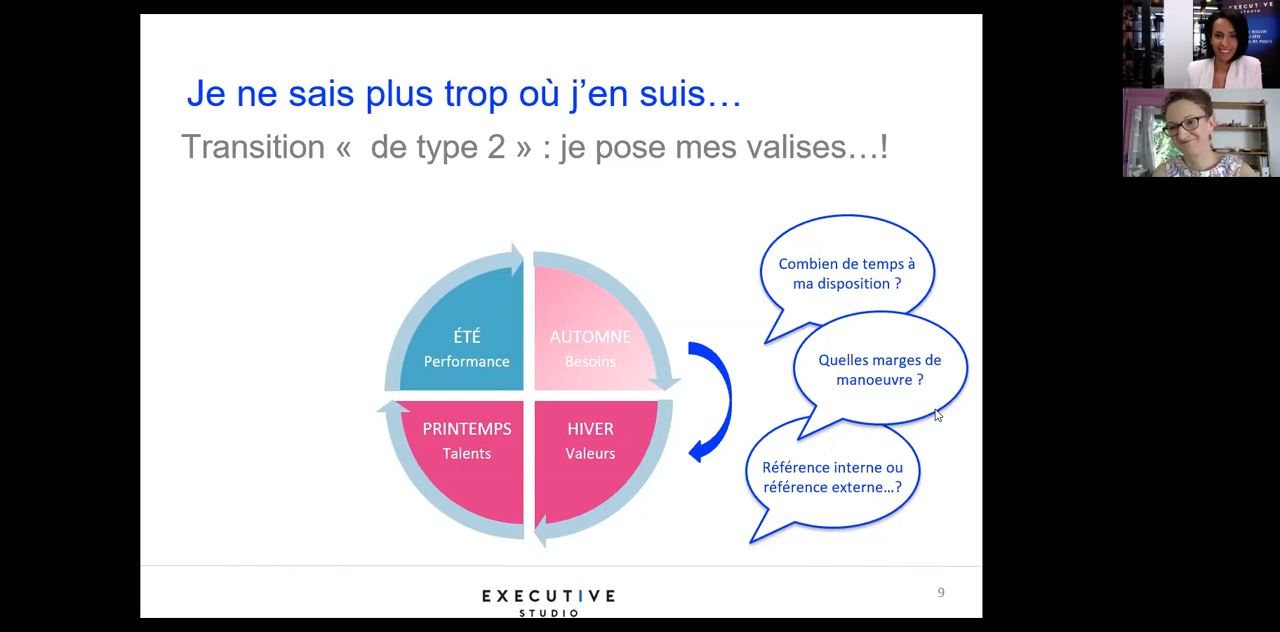 Je ne sais plus trop où j'en suis…
Transition «  de type 2 » : je pose mes valises…!
Combien de temps à
ma disposition ?
ÉTÉ
Performance
AUTOMNE
Besoins
Quelles marges de
manoeuvre ?
PRINTEMPS
Talents
HIVER
Valeurs
Référence interne ou
référence externe…?
EXECUTIVE
STUDIO
9
EXECUTIVE
STUDIO